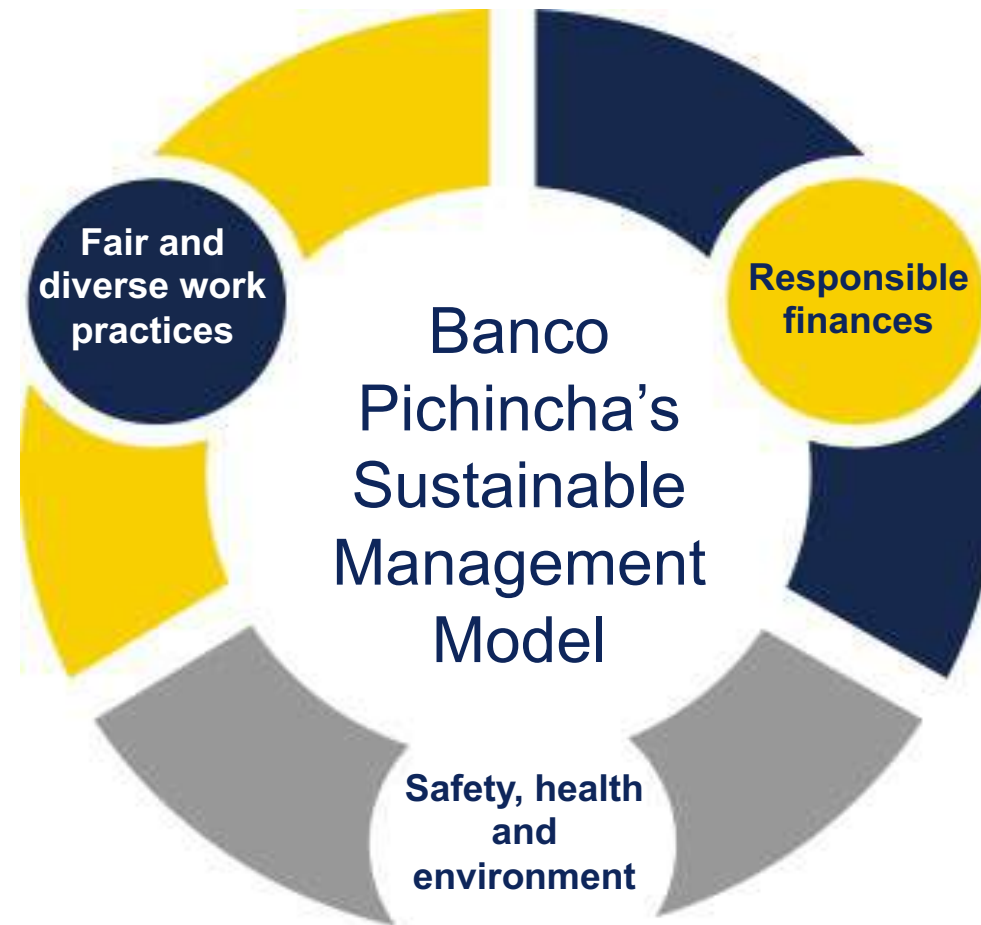 Fair and
diverse work
practices
Responsible
finances
Banco
Pichincha’s
Sustainable
Management
Model
Safety, health
and
environment